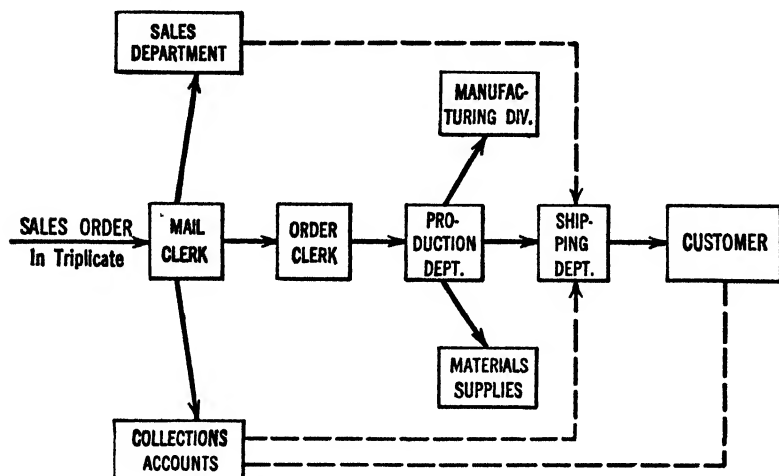 SALES
DEPARTMENT
MANUFAC-
TURING DIV.
SALES ORDER
In Triplicate
MAIL
CLERK
ORDER
CLERK
PRO-
DUCTION
DEPT.
SHIP-
PING
DEPT.
CUSTOMER
MATERIALS
SUPPLIES
COLLECTIONS
ACCOUNTS